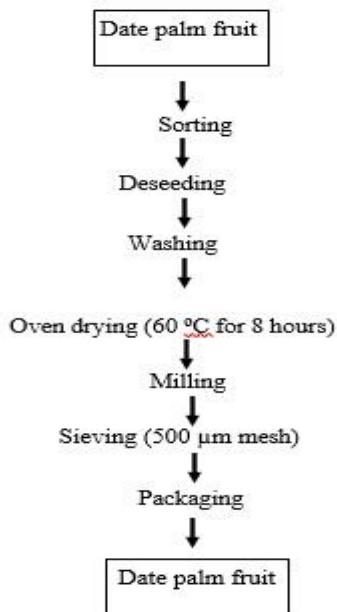 Date palm fruit
Sorting
Deseeding
Washing
Oven drying (60 ºC for 8 hours)
Milling
Sieving (500 µm mesh)
Packaging
Date palm fruit